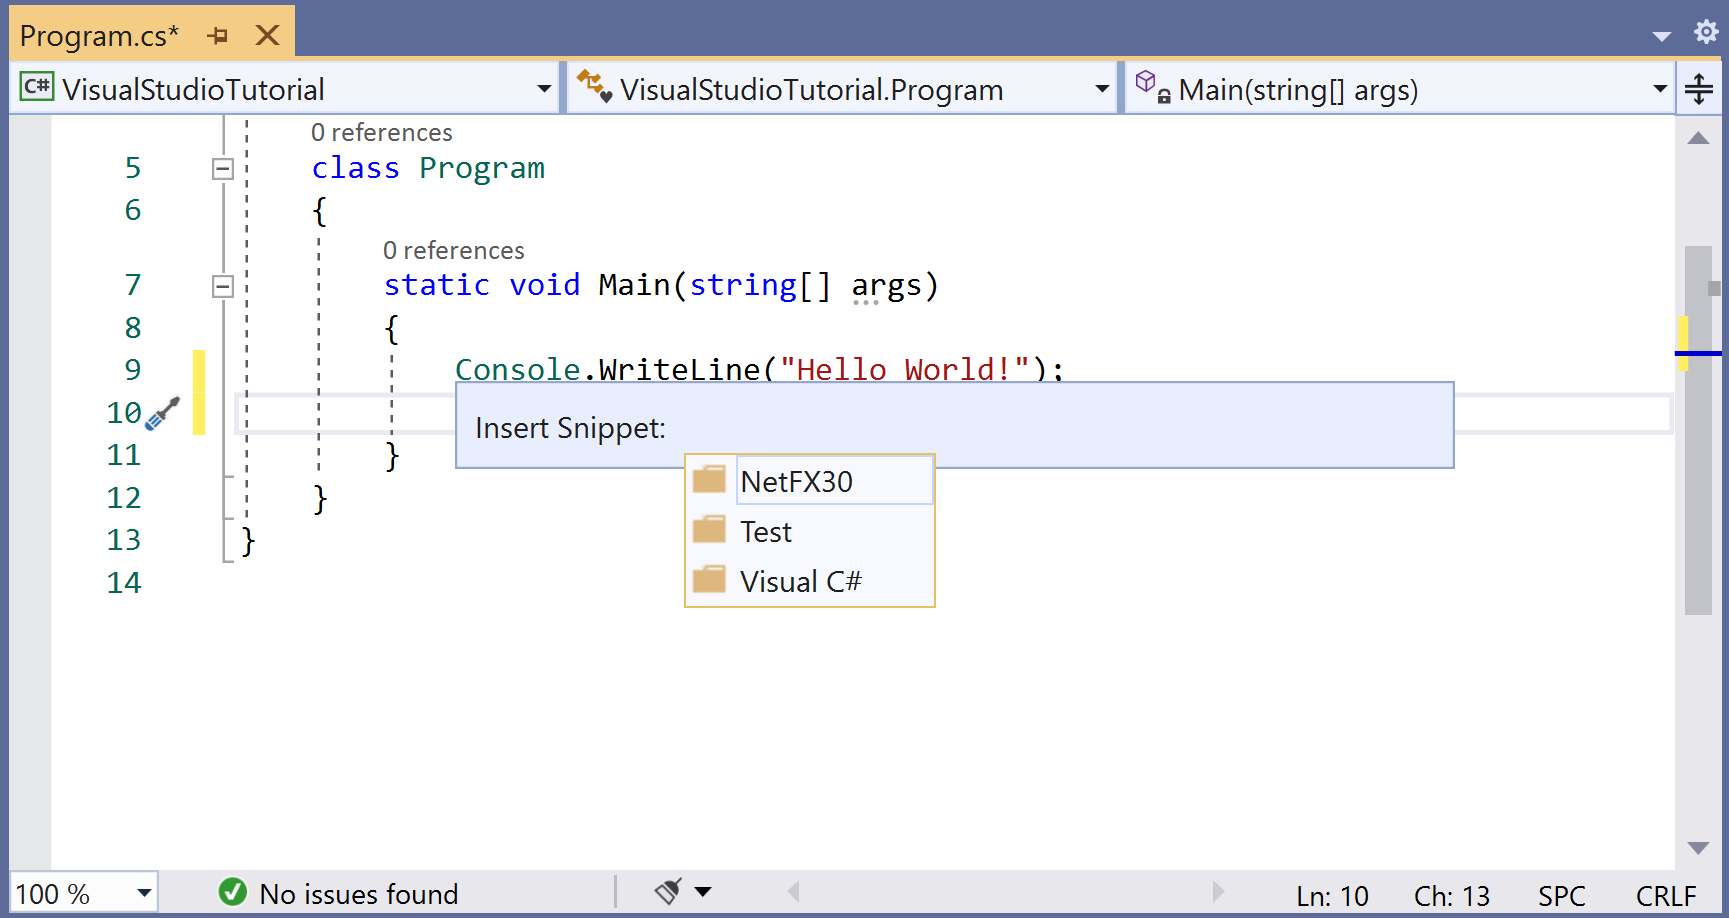 Program.cs*
C# VisualStudioTutorial VisualStudioTutorial.Program Main(string[] args)
0 references
5 class Program
6 {
0 references
7 static void Main(string[] args)
8 {
9 Console.WriteLine("Hello World!");
10
Insert Snippet:
11 }
NetFX30
12 }
Test
13 }
Visual C#
14
100 % No issues found Ln: 10 Ch: 13 SPC CRLF